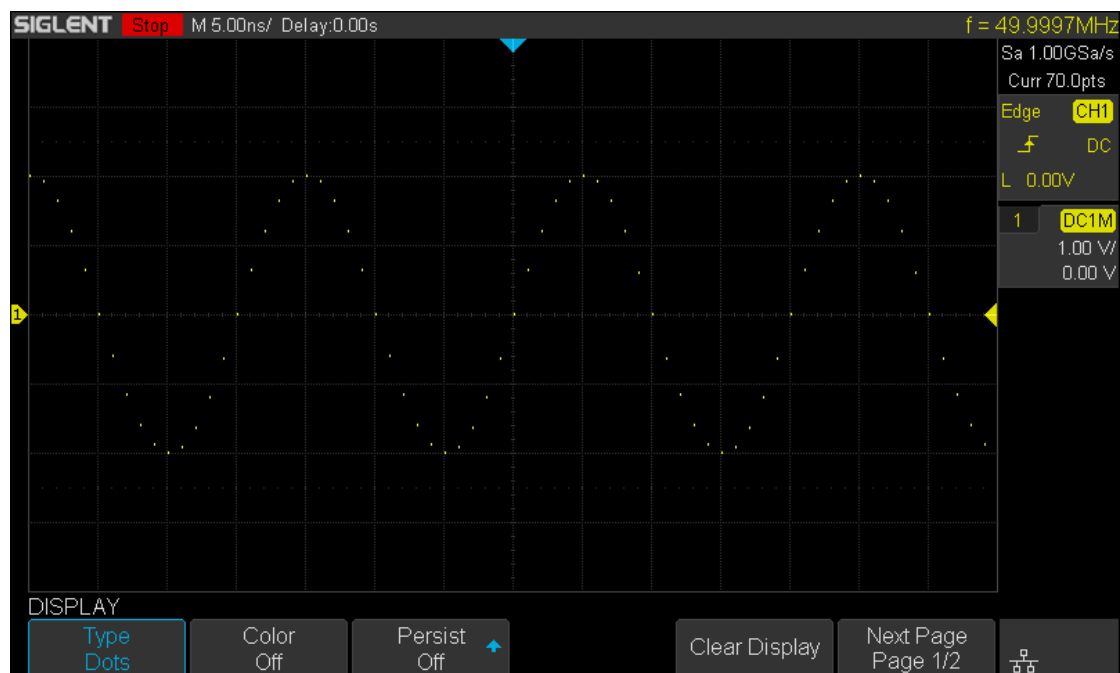 SIGLENT Stop M 5.00ns/ Delay:0.00s f = 49.9997MHz
Sa 1.00GSa/s
Curr 70.0pts
Edge CH1
DC
L 0.00V
1 DC1M
1.00 V/
0.00 V
1
DISPLAY
Type Color Persist Clear Display Next Page
Dots Off Off Page 1/2